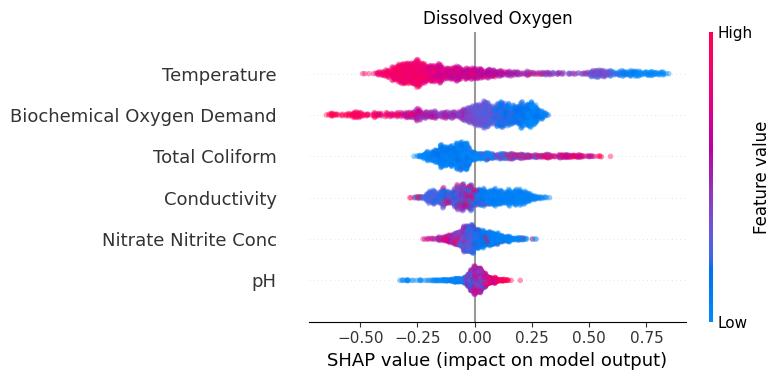 Dissolved Oxygen
High
Temperature
Biochemical Oxygen Demand
Total Coliform
Conductivity
Nitrate Nitrite Conc
pH
Feature value
Low
−0.50 −0.25 0.00 0.25 0.50 0.75
SHAP value (impact on model output)